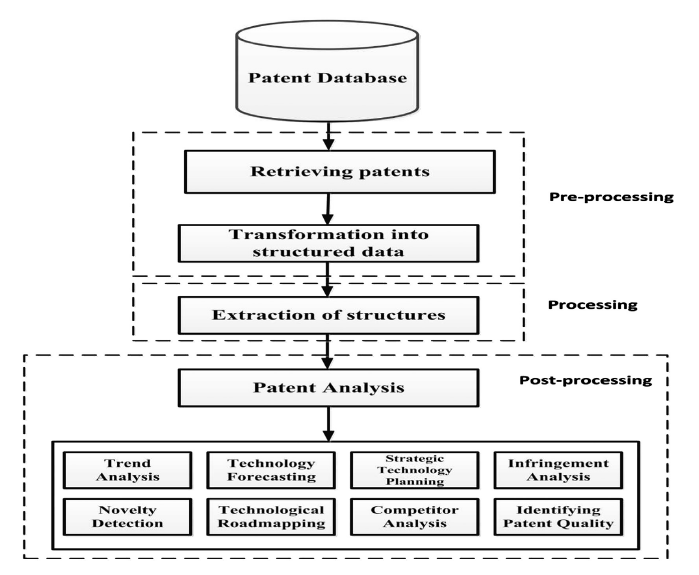 Patent Database
Retrieving patents
Pre-processing
Transformation into
structured data
Extraction of structures
Processing
Patent Analysis
Post-processing
Trend
Analysis
Technology
Forecasting
Strategic
Technology
Planning
Infringement
Analysis
Novelty
Detection
Technological
Roadmapping
Competitor
Analysis
Identifying
Patent Quality